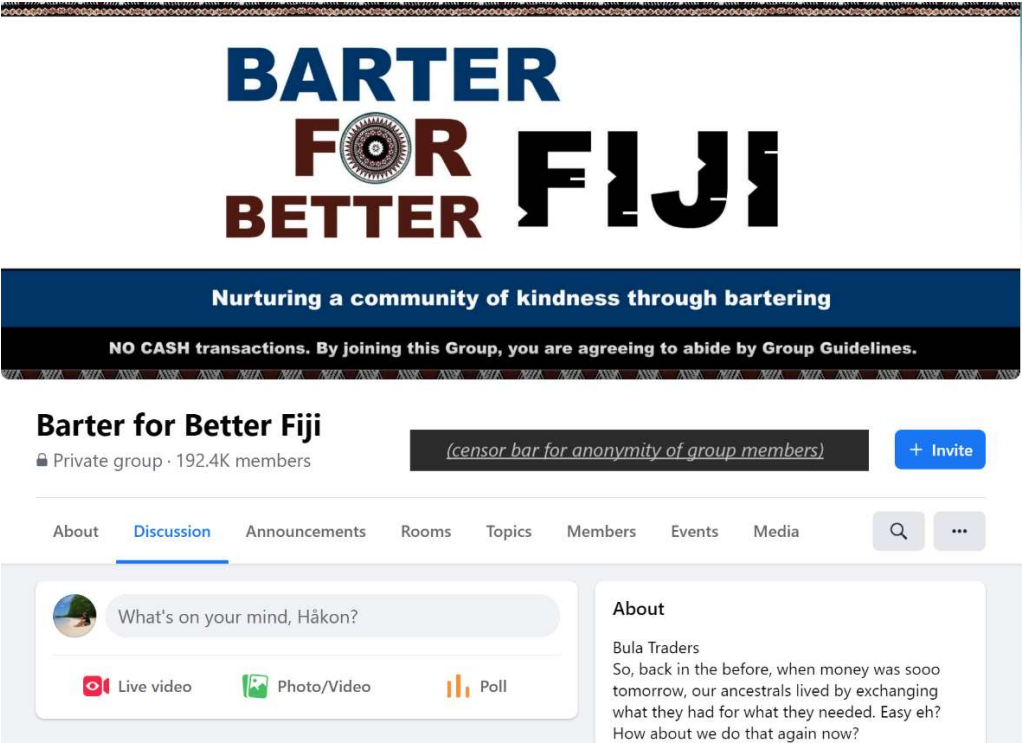 BARTER
FOR
BETTER
FIJI
Nurturing a community of kindness through bartering
NO CASH transactions. By joining this Group, you are agreeing to abide by Group Guidelines.
Barter for Better Fiji
Private group · 192.4K members
(censor bar for anonymity of group members)
+ Invite
About
Discussion
Announcements
Rooms
Topics
Members
Events
Media
What's on your mind, Håkon?
Live video
Photo/Video
Poll
About
Bula Traders
So, back in the before, when money was sooo
tomorrow, our ancestrals lived by exchanging
what they had for what they needed. Easy eh?
How about we do that again now?